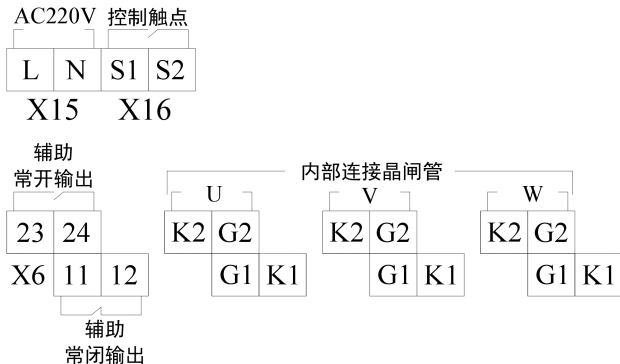 AC220V 控制触点
L N S1 S2
X15 X16
辅助
常开输出
内部连接晶闸管
U V W
23 24 K2 G2 K2 G2 K2 G2
X6 11 12 G1 K1 G1 K1 G1 K1
辅助
常闭输出